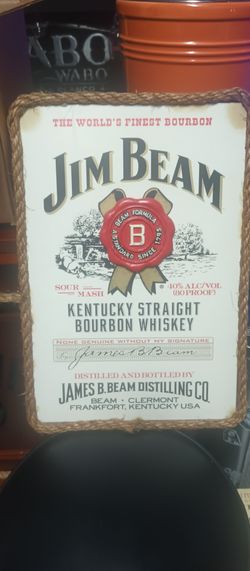 ABO
WABO
THE WORLD'S FINEST BOURBON
JIM BEAM
BEAM FORMULA
B
A STANDARD SINCE 1795
SOUR MASH
® 40% ALC/VOL
(80 PROOF)
KENTUCKY STRAIGHT
BOURBON WHISKEY
NONE GENUINE WITHOUT MY SIGNATURE
James B. Beam
DISTILLED AND BOTTLED BY
JAMES B. BEAM DISTILLING CO.
BEAM • CLERMONT
FRANKFORT, KENTUCKY USA